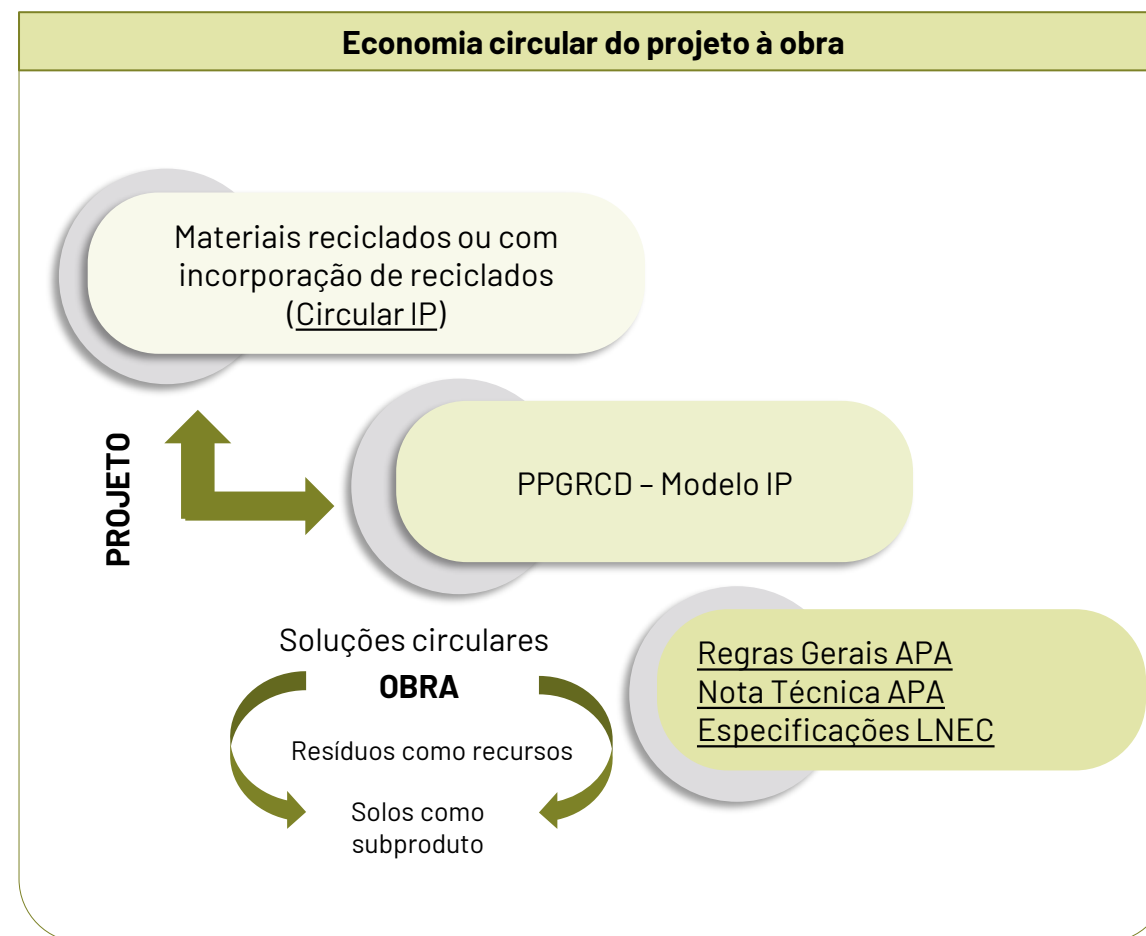 Economia circular do projeto à obra
Materiais reciclados ou com
incorporação de reciclados
(Circular IP)
PROJETO
PPGRCD – Modelo IP
Soluções circulares
OBRA
Resíduos como recursos
Solos como
subproduto
Regras Gerais APA
Nota Técnica APA
Especificações LNEC